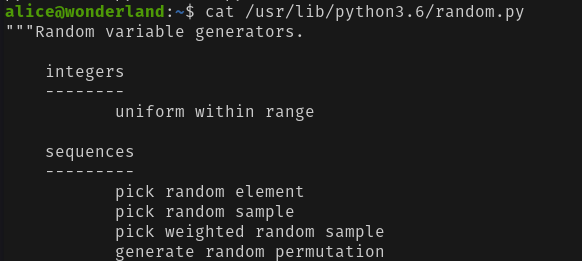 alice@wonderland:~$ cat /usr/lib/python3.6/random.py
"""Random variable generators.
    integers
    --------
           uniform within range
    sequences
    ---------
           pick random element
           pick random sample
           pick weighted random sample
           generate random permutation